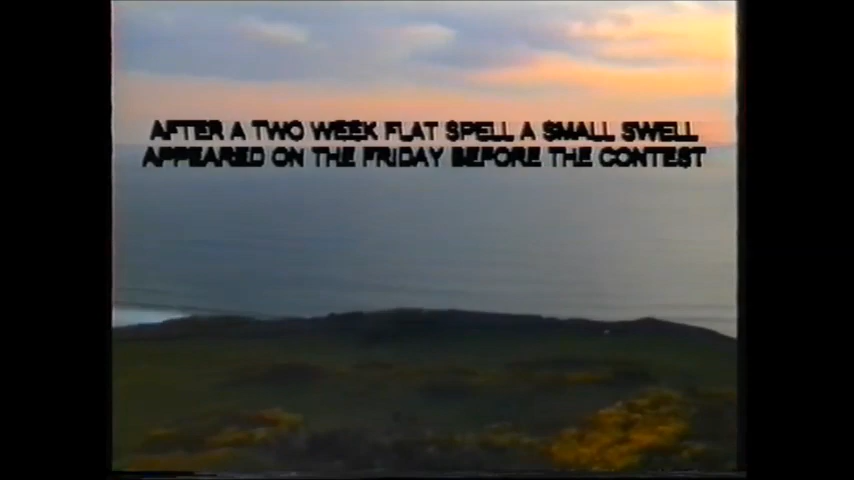 AFTER A TWO WEEK FLAT SPELL A SMALL SWELL
APPEARED ON THE FRIDAY BEFORE THE CONTEST